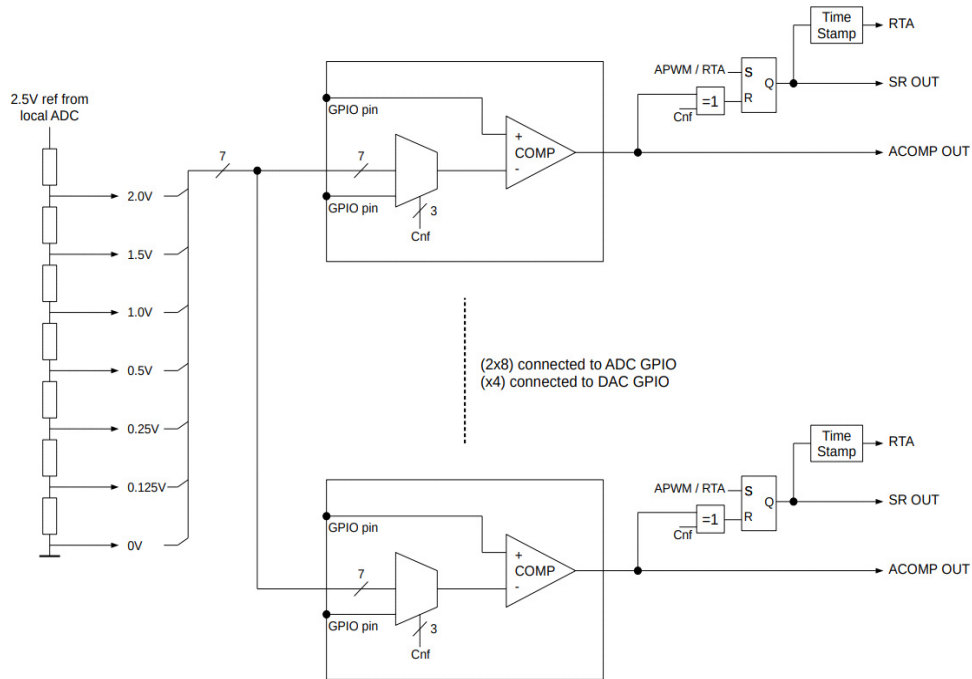 2.5V ref from
local ADC
2.0V
1.5V
1.0V
0.5V
0.25V
0.125V
0V
7
GPIO pin
7
GPIO pin
3
Cnf
+
COMP
-
APWM / RTA
S
Q
R
=1
Cnf
Time
Stamp
RTA
SR OUT
ACOMP OUT
(2x8) connected to ADC GPIO
(x4) connected to DAC GPIO
GPIO pin
7
GPIO pin
3
Cnf
+
COMP
-
APWM / RTA
S
Q
R
=1
Cnf
Time
Stamp
RTA
SR OUT
ACOMP OUT